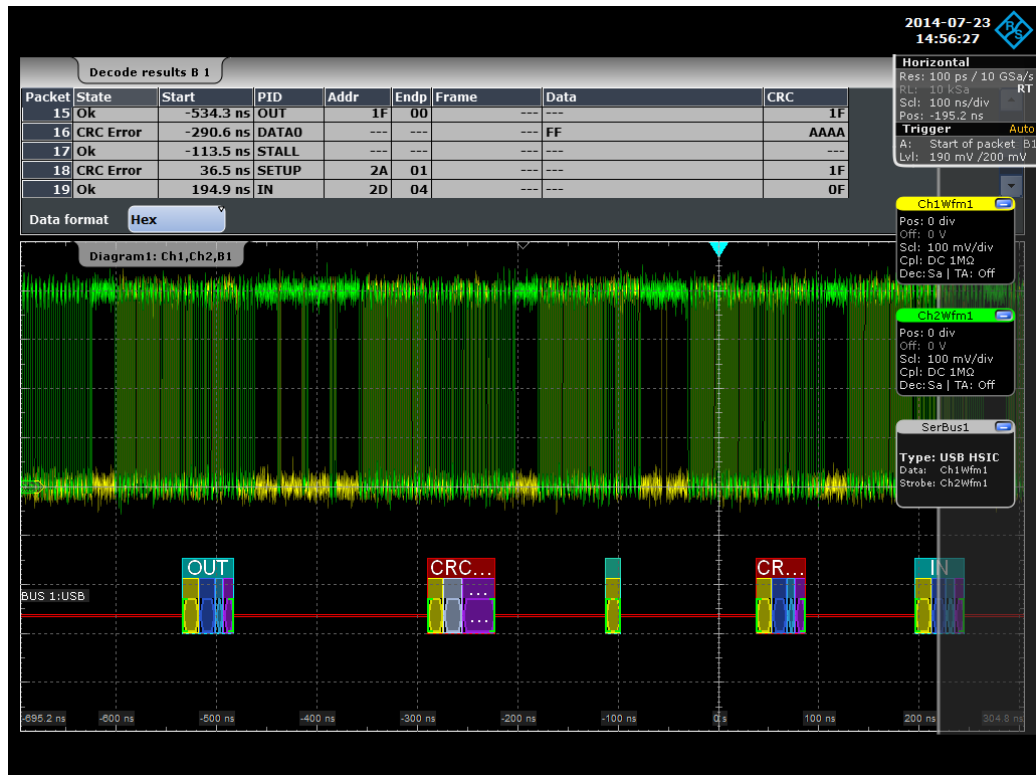 2014-07-23
14:56:27
Decode results B 1
Packet State Start PID Addr Endp Frame Data CRC
15 Ok -534.3 ns OUT 1F 00 --- --- 1F
16 CRC Error -290.6 ns DATA0 --- --- --- FF AAAA
17 Ok -113.5 ns STALL --- --- --- --- ---
18 CRC Error 36.5 ns SETUP 2A 01 --- --- 1F
19 Ok 194.9 ns IN 2D 04 --- --- 0F
Data format Hex
Horizontal
Res: 100 ps / 10 GSa/s
RL: 10 kSa RT
Scl: 100 ns/div
Pos: -195.2 ns
Trigger Auto
A: Start of packet B1
Lvl: 190 mV /200 mV
Diagram1: Ch1,Ch2,B1
Ch1Wfm1
Pos: 0 div
Off: 0 V
Scl: 100 mV/div
Cpl: DC 1MΩ
Dec: Sa | TA: Off
Ch2Wfm1
Pos: 0 div
Off: 0 V
Scl: 100 mV/div
Cpl: DC 1MΩ
Dec: Sa | TA: Off
SerBus1
Type: USB HSIC
Data: Ch1Wfm1
Strobe: Ch2Wfm1
OUT CRC... CR... IN
...
BUS 1:USB
...
-695.2 ns -600 ns -500 ns -400 ns -300 ns -200 ns -100 ns 0 s 100 ns 200 ns 304.8 ns